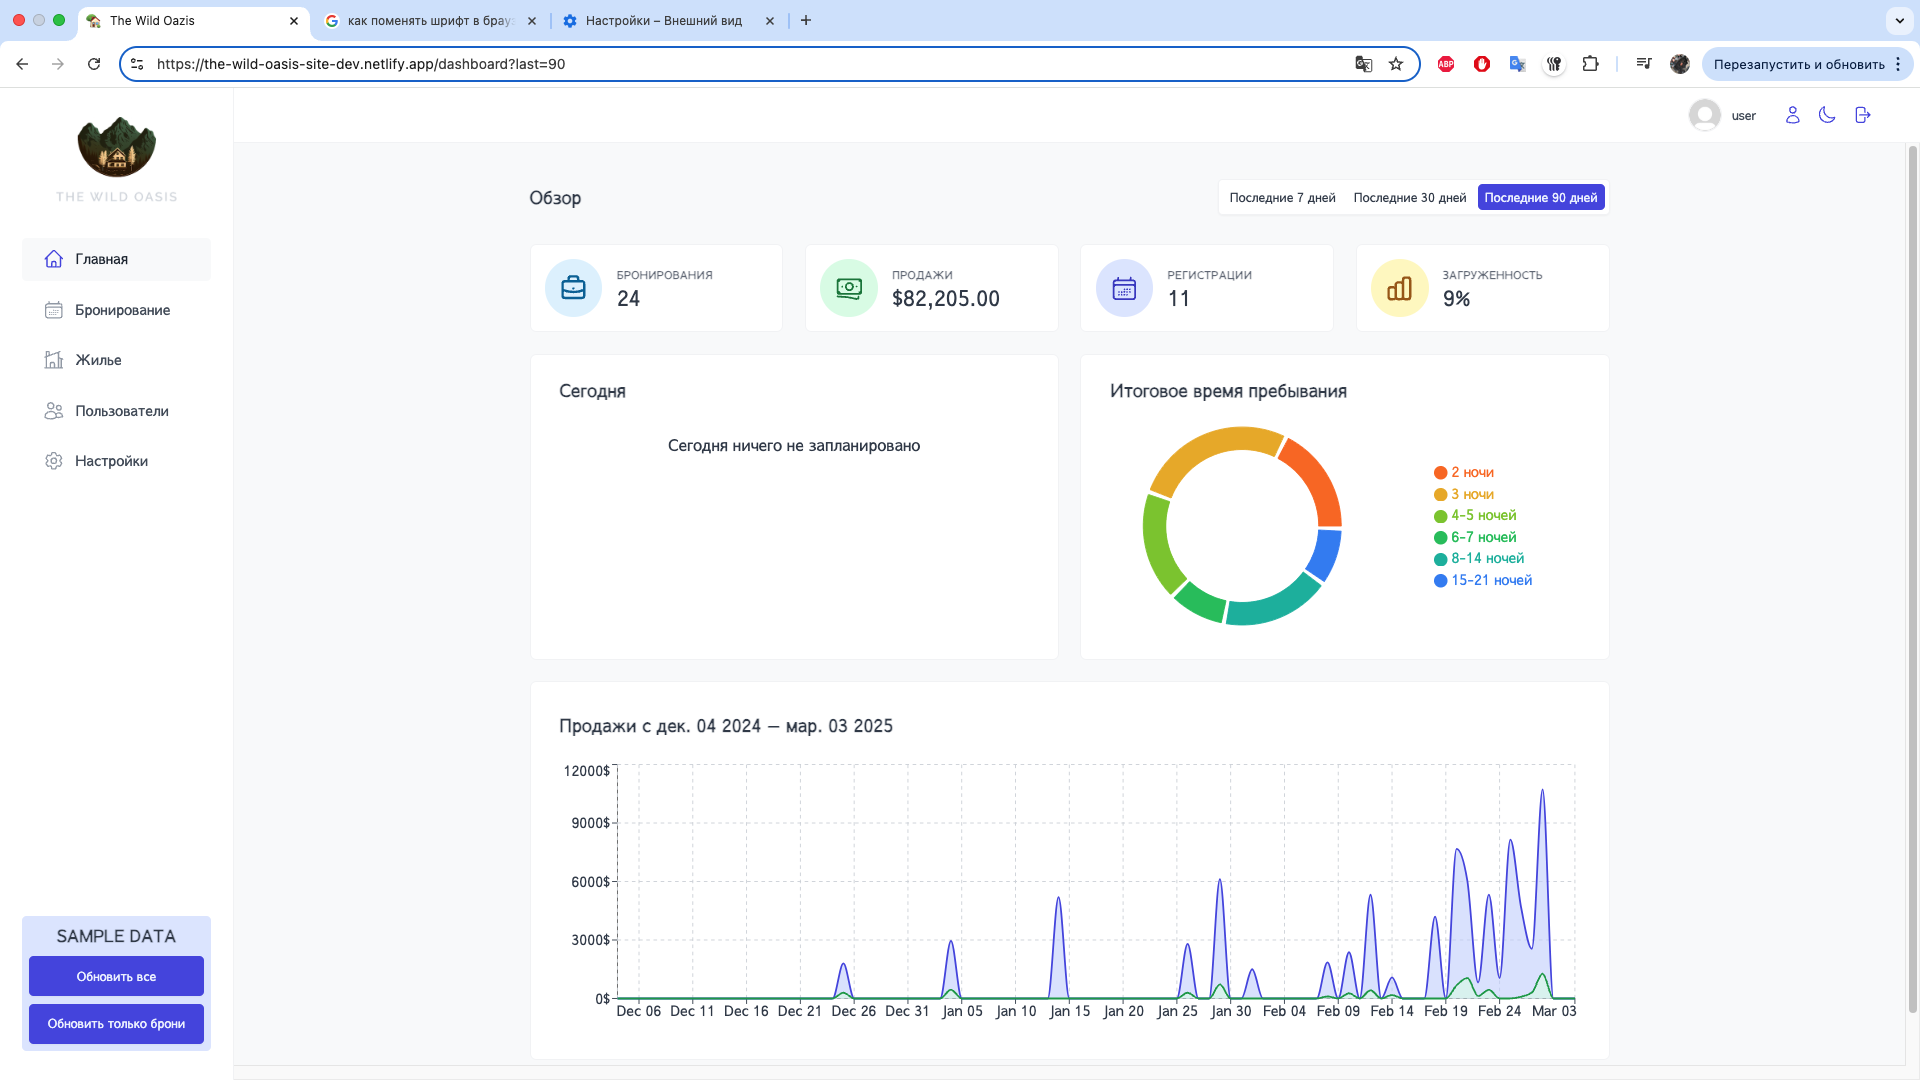 The Wild Oazis
как поменять шрифт в брау
Настройки – Внешний вид
https://the-wild-oasis-site-dev.netlify.app/dashboard?last=90
ABP
Перезапустить и обновить
user
THE WILD OASIS
Главная
Бронирование
Жилье
Пользователи
Настройки
SAMPLE DATA
Обновить все
Обновить только брони
Обзор
Последние 7 дней Последние 30 дней Последние 90 дней
БРОНИРОВАНИЯ
24
ПРОДАЖИ
$82,205.00
РЕГИСТРАЦИИ
11
ЗАГРУЖЕННОСТЬ
9%
Сегодня
Сегодня ничего не запланировано
Итоговое время пребывания
2 ночи
3 ночи
4-5 ночей
6-7 ночей
8-14 ночей
15-21 ночей
Продажи с дек. 04 2024 — мар. 03 2025
12000$
9000$
6000$
3000$
0$
Dec 06 Dec 11 Dec 16 Dec 21 Dec 26 Dec 31 Jan 05 Jan 10 Jan 15 Jan 20 Jan 25 Jan 30 Feb 04 Feb 09 Feb 14 Feb 19 Feb 24 Mar 03